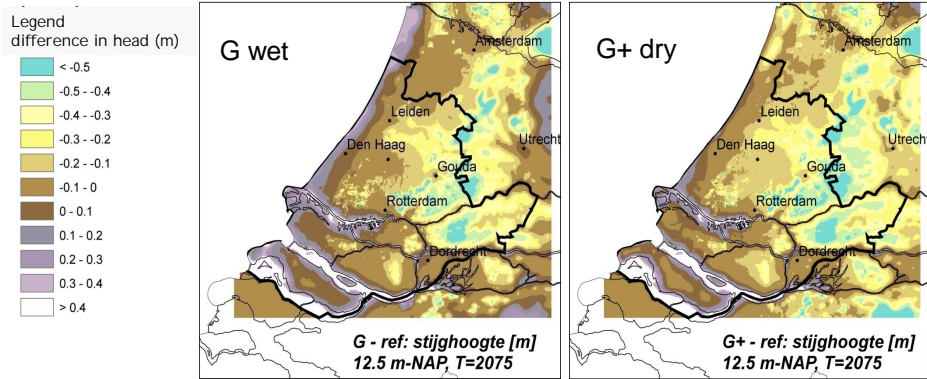 Legend
difference in head (m)
< -0.5
-0.5 - -0.4
-0.4 - -0.3
-0.3 - -0.2
-0.2 - -0.1
-0.1 - 0
0 - 0.1
0.1 - 0.2
0.2 - 0.3
0.3 - 0.4
> 0.4
G wet
Amsterdam
Leiden
Den Haag
Utrecht
Gouda
Rotterdam
Dordrecht
G - ref: stijghoogte [m]
12.5 m-NAP, T=2075
G+ dry
Amsterdam
Leiden
Den Haag
Utrecht
Gouda
Rotterdam
Dordrecht
G+ - ref: stijghoogte [m]
12.5 m-NAP, T=2075